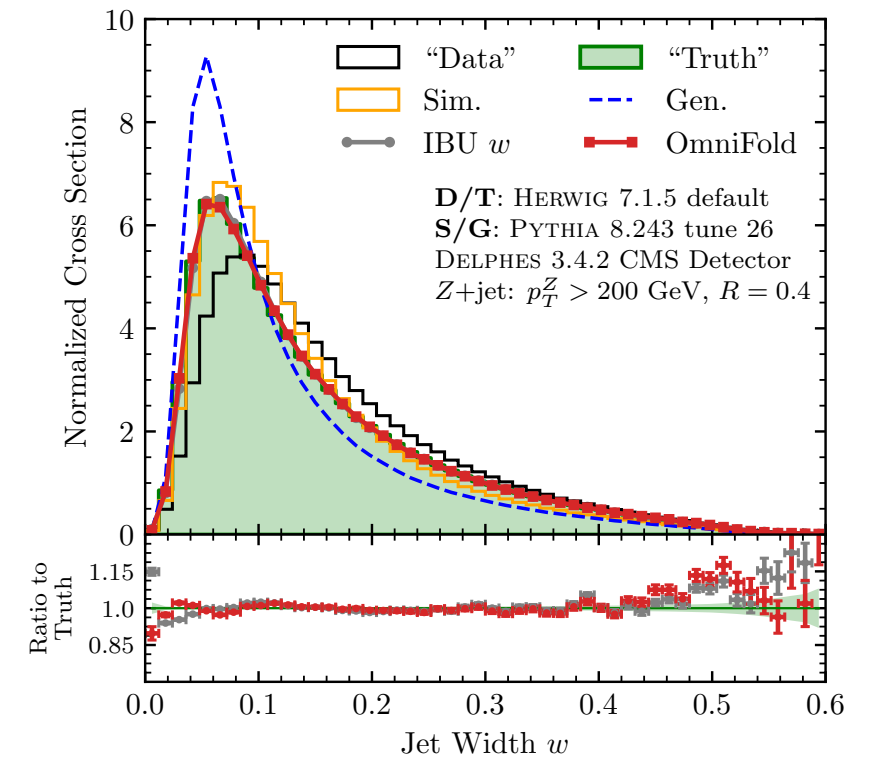 10
8
6
4
2
0
Normalized Cross Section
“Data”
“Truth”
Sim.
Gen.
IBU w
OmniFold
D/T: HERWIG 7.1.5 default
S/G: PYTHIA 8.243 tune 26
DELPHES 3.4.2 CMS Detector
Z+jet: p_T^Z > 200 GeV, R = 0.4
1.15
1.0
0.85
Ratio to
Truth
0.0 0.1 0.2 0.3 0.4 0.5 0.6
Jet Width w